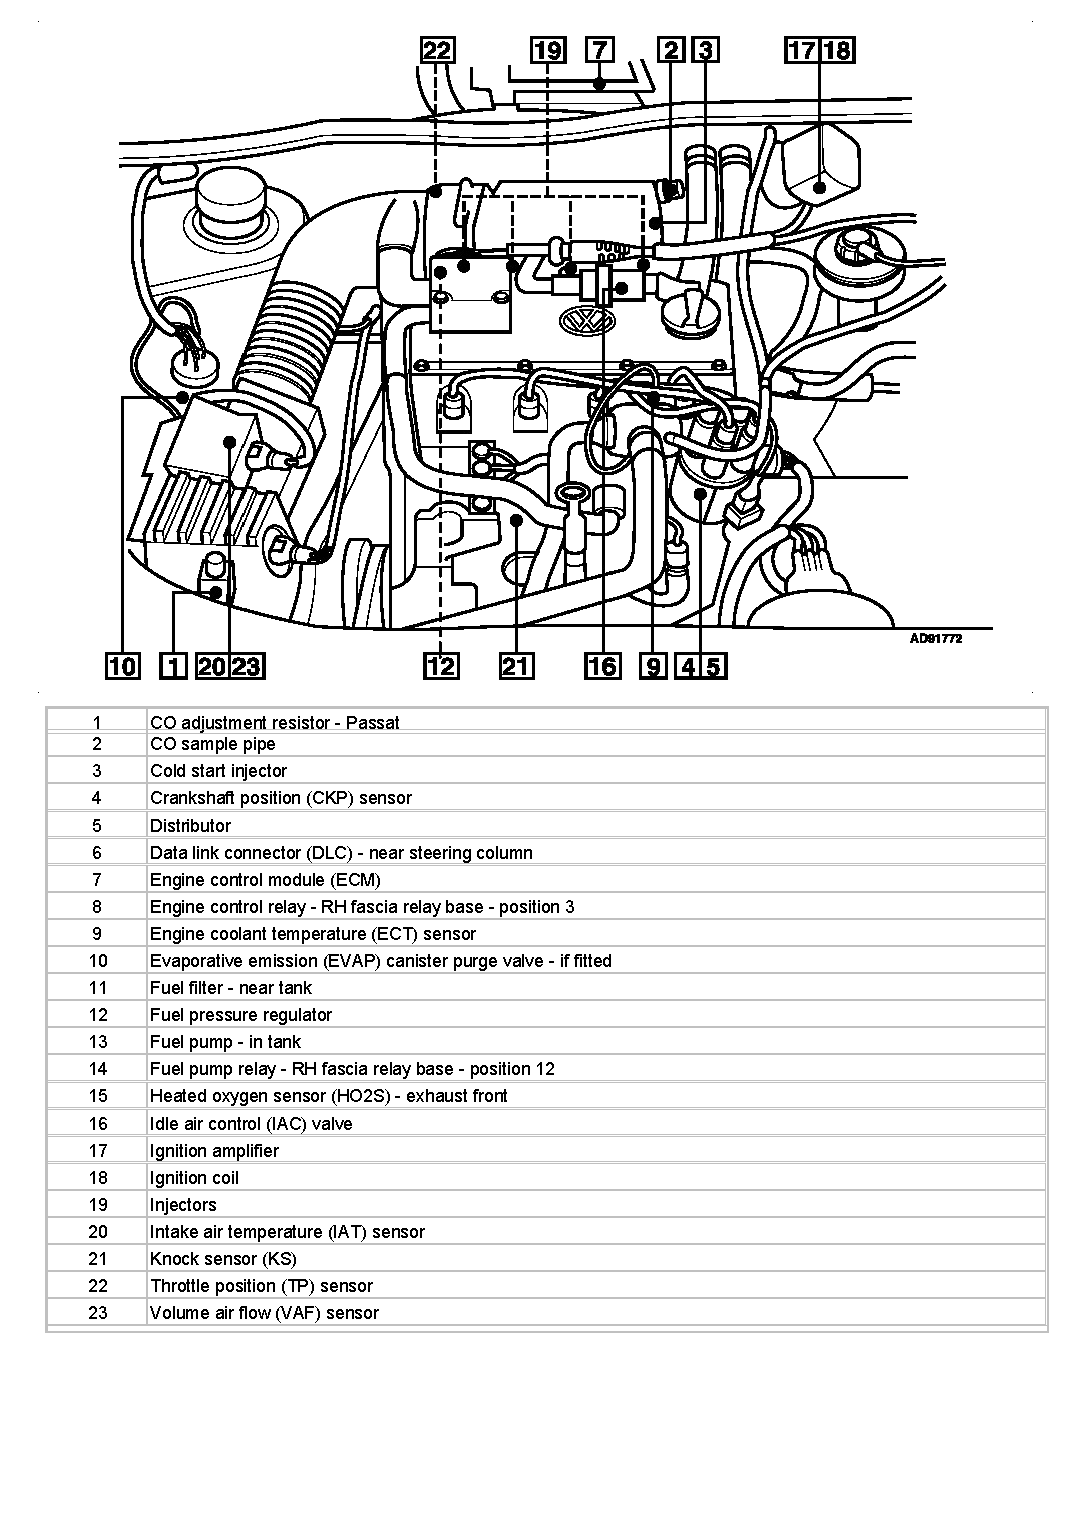 22 19 7 2 3 17 18
AD91772
10 1 20 23 12 21 16 9 4 5
1 CO adjustment resistor - Passat
2 CO sample pipe
3 Cold start injector
4 Crankshaft position (CKP) sensor
5 Distributor
6 Data link connector (DLC) - near steering column
7 Engine control module (ECM)
8 Engine control relay - RH fascia relay base - position 3
9 Engine coolant temperature (ECT) sensor
10 Evaporative emission (EVAP) canister purge valve - if fitted
11 Fuel filter - near tank
12 Fuel pressure regulator
13 Fuel pump - in tank
14 Fuel pump relay - RH fascia relay base - position 12
15 Heated oxygen sensor (HO2S) - exhaust front
16 Idle air control (IAC) valve
17 Ignition amplifier
18 Ignition coil
19 Injectors
20 Intake air temperature (IAT) sensor
21 Knock sensor (KS)
22 Throttle position (TP) sensor
23 Volume air flow (VAF) sensor